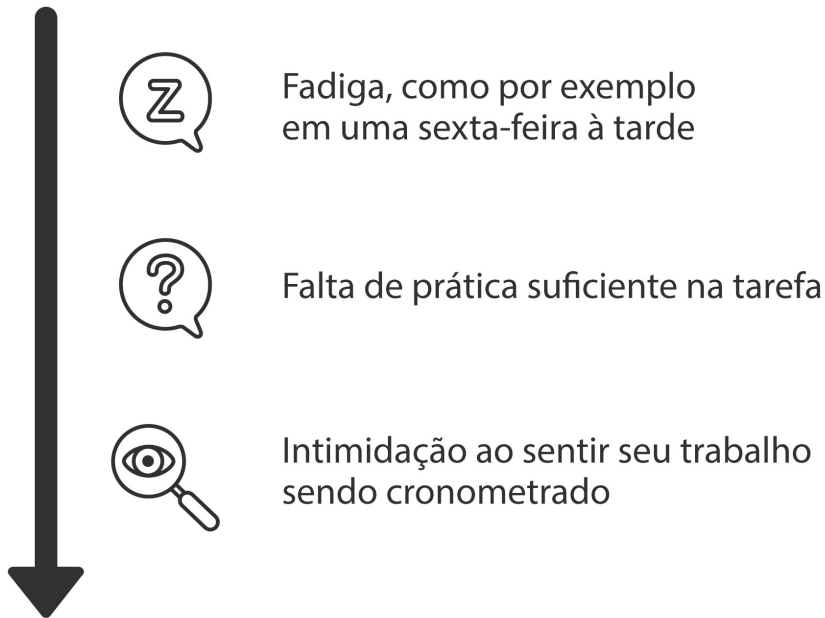 Z
Fadiga, como por exemplo
em uma sexta-feira à tarde
?
Falta de prática suficiente na tarefa
Intimidação ao sentir seu trabalho
sendo cronometrado